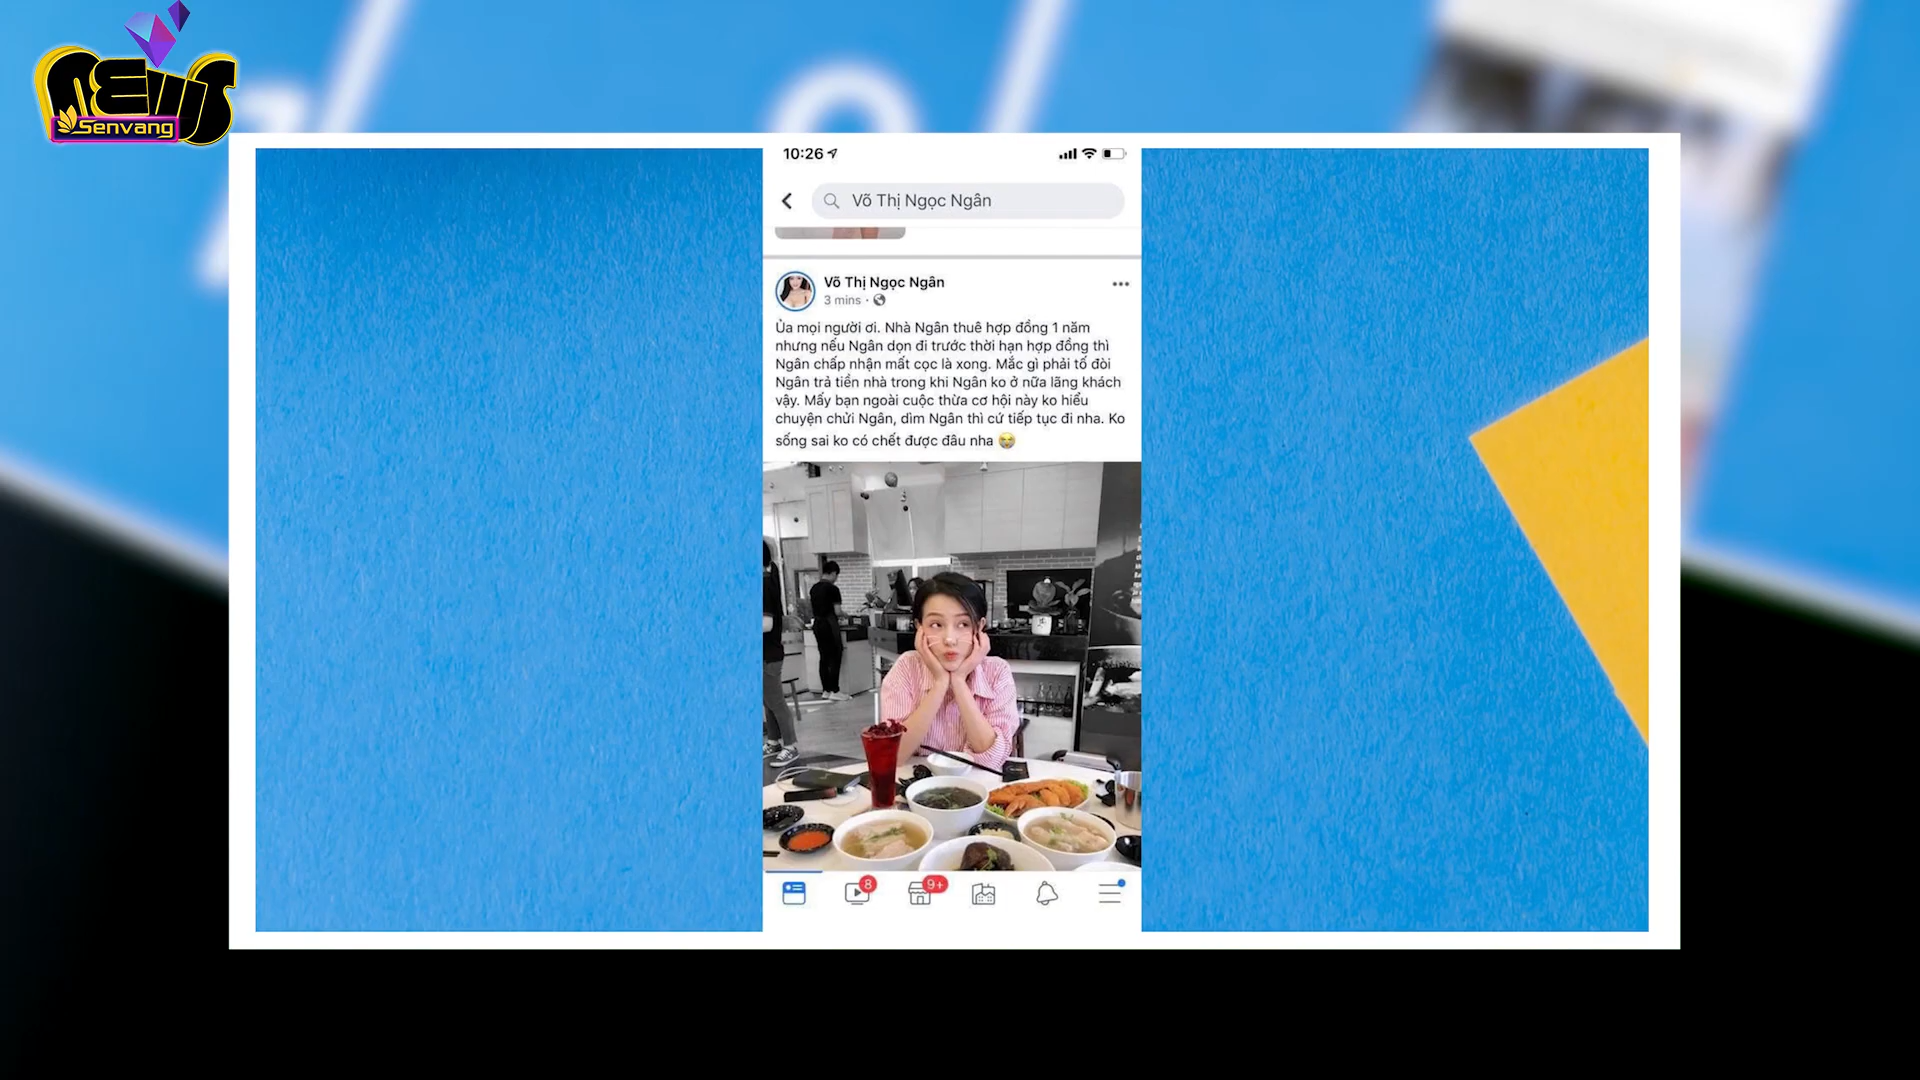 NEWS
Senvang
10:26
Võ Thị Ngọc Ngân
Võ Thị Ngọc Ngân
3 mins ·
Ủa mọi người ơi. Nhà Ngân thuê hợp đồng 1 năm
nhưng nếu Ngân dọn đi trước thời hạn hợp đồng thì
Ngân chấp nhận mất cọc là xong. Mắc gì phải tố đòi
Ngân trả tiền nhà trong khi Ngân ko ở nữa lãng khách
vậy. Mấy bạn ngoài cuộc thừa cơ hội này ko hiểu
chuyện chửi Ngân, dìm Ngân thì cứ tiếp tục đi nha. Ko
sống sai ko có chết được đâu nha
8
9+